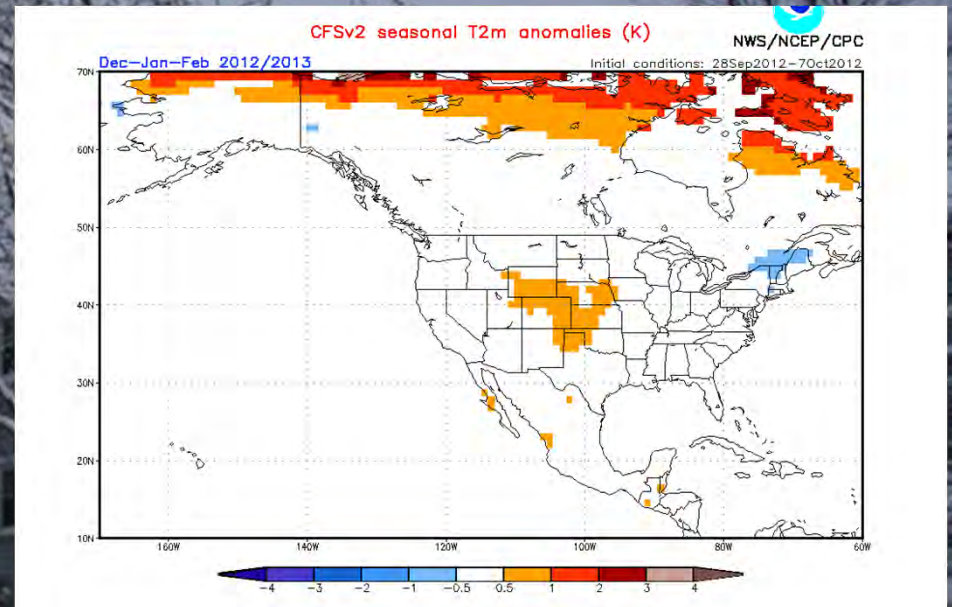 CFSv2 seasonal T2m anomalies (K)
NWS/NCEP/CPC
Dec-Jan-Feb 2012/2013
Initial conditions: 28Sep2012-7Oct2012
70N
60N
50N
40N
30N
20N
10N
160W 140W 120W 100W 80W 60W
-4 -3 -2 -1 -0.5 0.5 1 2 3 4